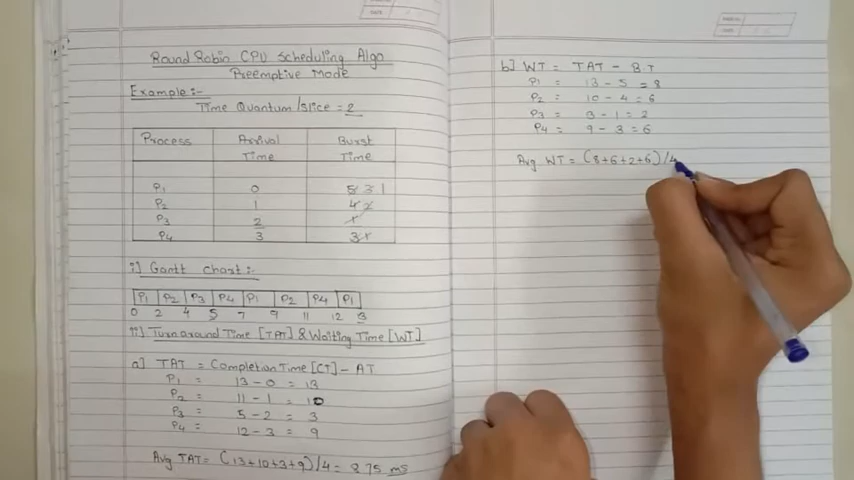 Round Robin CPU Scheduling Algo
Preemptive Mode
Example:-
Time Quantum/Slice = 2
Process Arrival Time Burst Time
P1 0 5 3 1
P2 1 4 2
P3 2 1
P4 3 3 1
i] Gantt chart:-
P1 P2 P3 P4 P1 P2 P4 P1
0 2 4 5 7 9 11 12 13
ii] Turnaround Time [TAT] & Waiting Time [WT]
a] TAT = Completion Time [CT] - AT
P1 = 13 - 0 = 13
P2 = 11 - 1 = 10
P3 = 5 - 2 = 3
P4 = 12 - 3 = 9
Avg TAT = (13+10+3+9)/4 = 8.75 ms
b] WT = TAT - BT
P1 = 13 - 5 = 8
P2 = 10 - 4 = 6
P3 = 3 - 1 = 2
P4 = 9 - 3 = 6
Avg WT = (8+6+2+6)/4